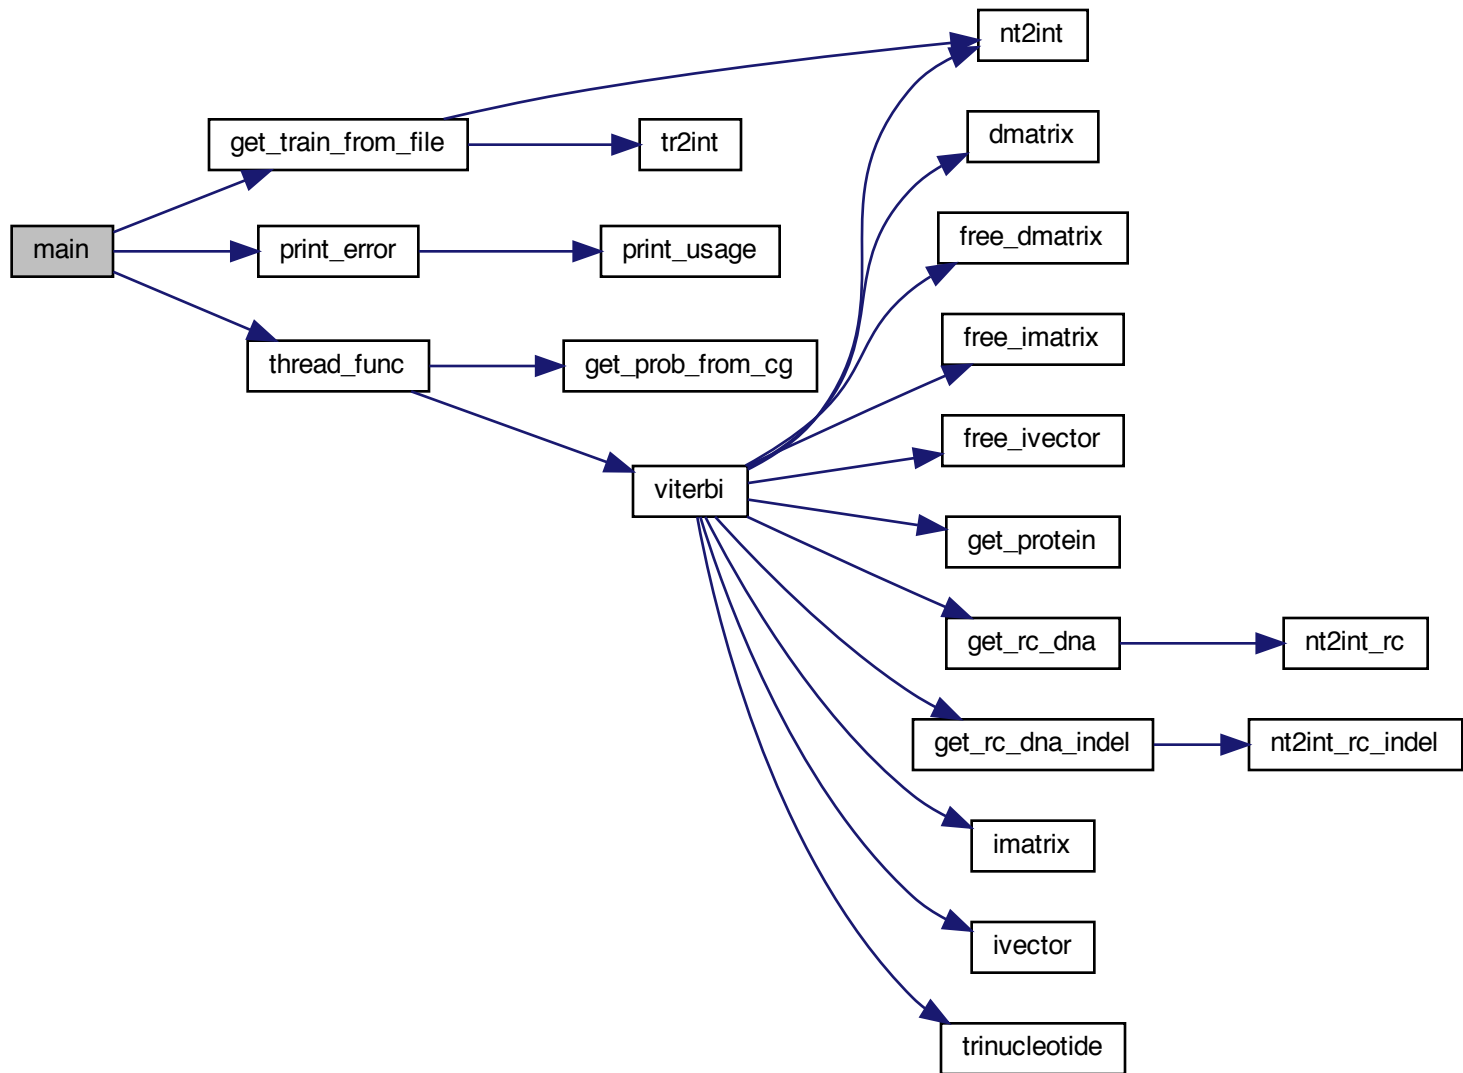 nt2int
dmatrix
get_train_from_file
tr2int
free_dmatrix
main
print_error
print_usage
free_imatrix
thread_func
get_prob_from_cg
free_ivector
viterbi
get_protein
get_rc_dna
nt2int_rc
get_rc_dna_indel
nt2int_rc_indel
imatrix
ivector
trinucleotide